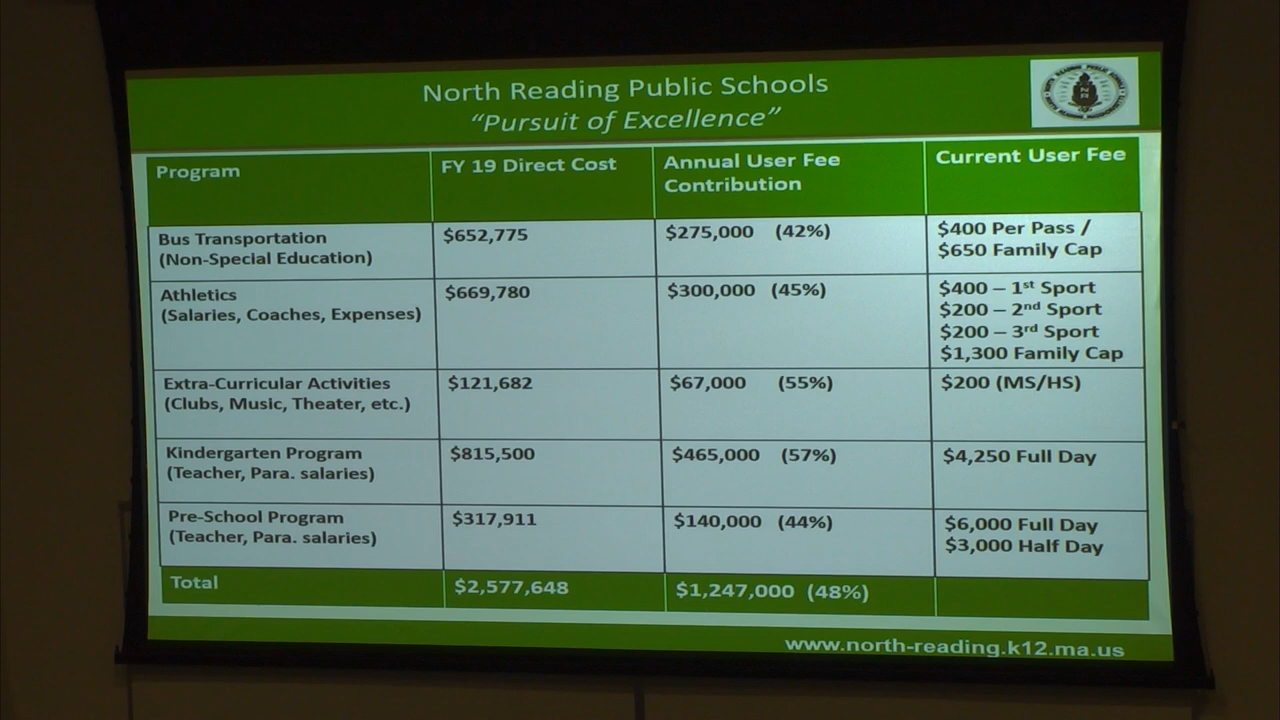 North Reading Public Schools
“Pursuit of Excellence”
Program
FY 19 Direct Cost
Annual User Fee
Contribution
Current User Fee
Bus Transportation
(Non-Special Education)
$652,775
$275,000 (42%)
$400 Per Pass /
$650 Family Cap
Athletics
(Salaries, Coaches, Expenses)
$669,780
$300,000 (45%)
$400 – 1st Sport
$200 – 2nd Sport
$200 – 3rd Sport
$1,300 Family Cap
Extra-Curricular Activities
(Clubs, Music, Theater, etc.)
$121,682
$67,000 (55%)
$200 (MS/HS)
Kindergarten Program
(Teacher, Para. salaries)
$815,500
$465,000 (57%)
$4,250 Full Day
Pre-School Program
(Teacher, Para. salaries)
$317,911
$140,000 (44%)
$6,000 Full Day
$3,000 Half Day
Total
$2,577,648
$1,247,000 (48%)
www.north-reading.k12.ma.us